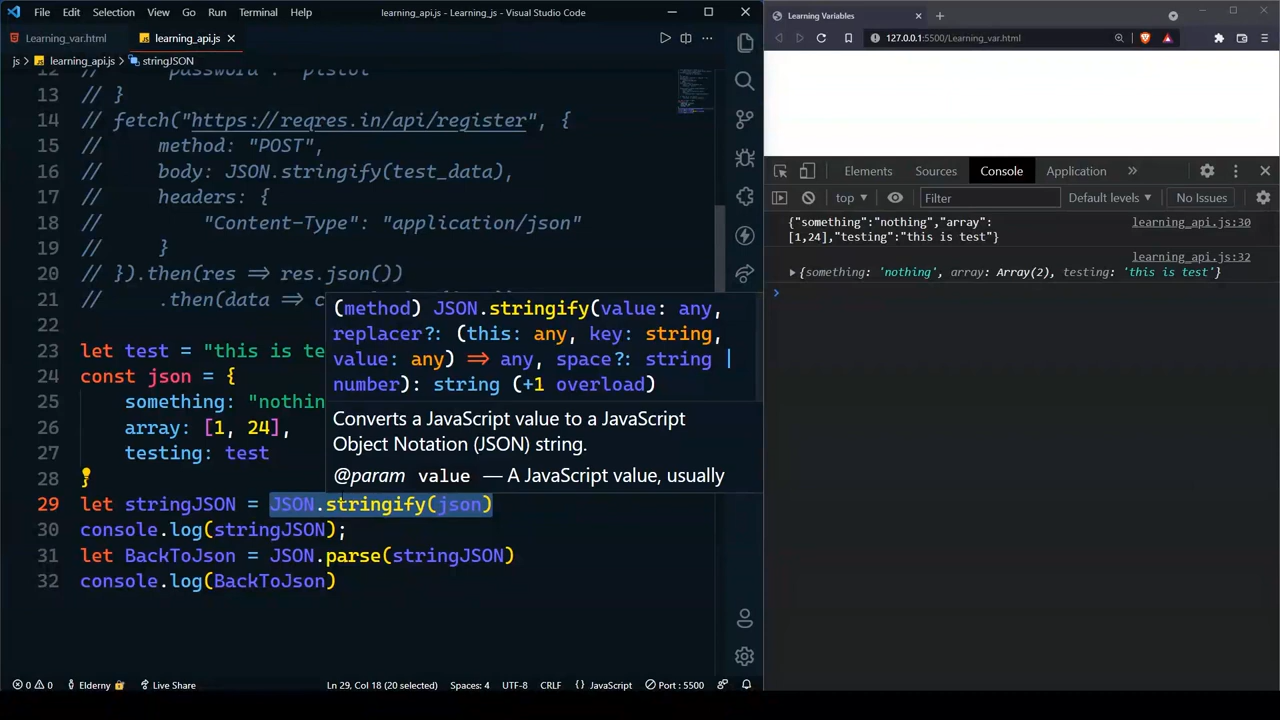 File Edit Selection View Go Run Terminal Help learning_api.js - Learning_js - Visual Studio Code
Learning_var.html learning_api.js
js > learning_api.js > stringJSON
12 // "password": "pistol"
13 // }
14 // fetch("https://reqres.in/api/register", {
15 // method: "POST",
16 // body: JSON.stringify(test_data),
17 // headers: {
18 // "Content-Type": "application/json"
19 // }
20 // }).then(res => res.json())
21 // .then(data => c
22
23 let test = "this is te
24 const json = {
25 something: "nothin
26 array: [1, 24],
27 testing: test
28 }
29 let stringJSON = JSON.stringify(json)
30 console.log(stringJSON);
31 let BackToJson = JSON.parse(stringJSON)
32 console.log(BackToJson)
(method) JSON.stringify(value: any,
replacer?: (this: any, key: string,
value: any) => any, space?: string |
number): string (+1 overload)
Converts a JavaScript value to a JavaScript
Object Notation (JSON) string.
@param value — A JavaScript value, usually
0 0 Elderny Live Share Ln 29, Col 18 (20 selected) Spaces: 4 UTF-8 CRLF {} JavaScript Port : 5500
Learning Variables
127.0.0.1:5500/Learning_var.html
Elements Sources Console Application
top Filter Default levels No Issues
{"something":"nothing","array": learning_api.js:30
[1,24],"testing":"this is test"}
learning_api.js:32
{something: 'nothing', array: Array(2), testing: 'this is test'}